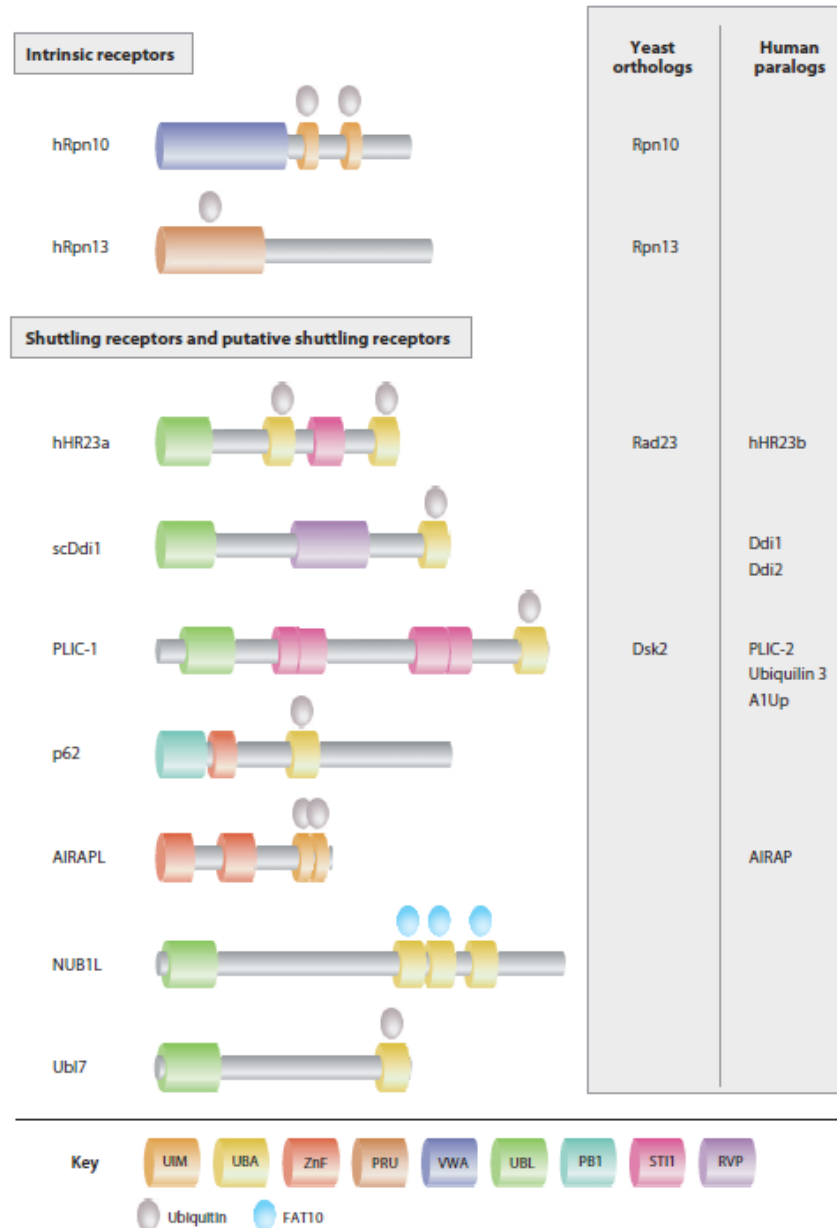 Intrinsic receptors
Yeast
orthologs
Human
paralogs
hRpn10
Rpn10
hRpn13
Rpn13
Shuttling receptors and putative shuttling receptors
hHR23a
Rad23
hHR23b
scDdi1
Ddi1
Ddi2
PLIC-1
Dsk2
PLIC-2
Ubiquilin 3
A1Up
p62
AIRAPL
AIRAP
NUB1L
Ubl7
Key
UIM
UBA
ZnF
PRU
VWA
UBL
PB1
STI1
RVP
Ubiquitin
FAT10